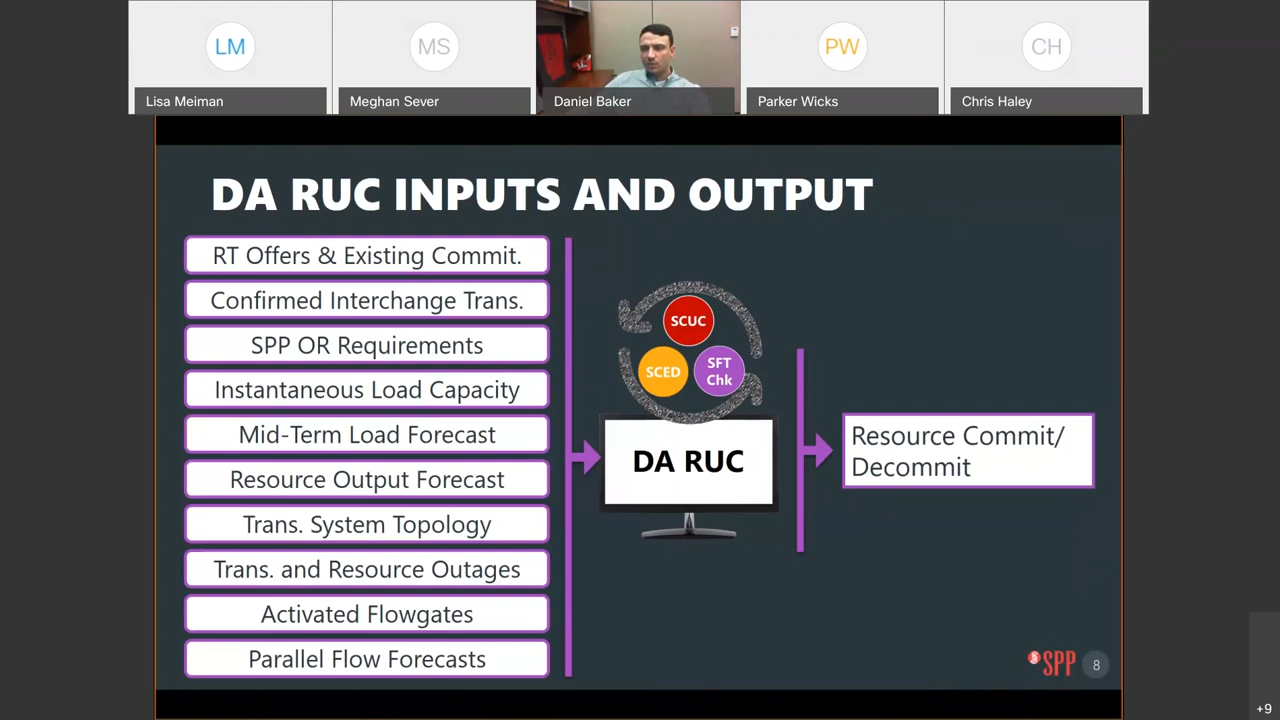 LM
MS
PW
CH
Lisa Meiman
Meghan Sever
Daniel Baker
Parker Wicks
Chris Haley
DA RUC INPUTS AND OUTPUT
RT Offers & Existing Commit.
Confirmed Interchange Trans.
SPP OR Requirements
Instantaneous Load Capacity
Mid-Term Load Forecast
Resource Output Forecast
Trans. System Topology
Trans. and Resource Outages
Activated Flowgates
Parallel Flow Forecasts
SCUC
SCED
SFT
Chk
DA RUC
Resource Commit/
Decommit
SPP
8
+9